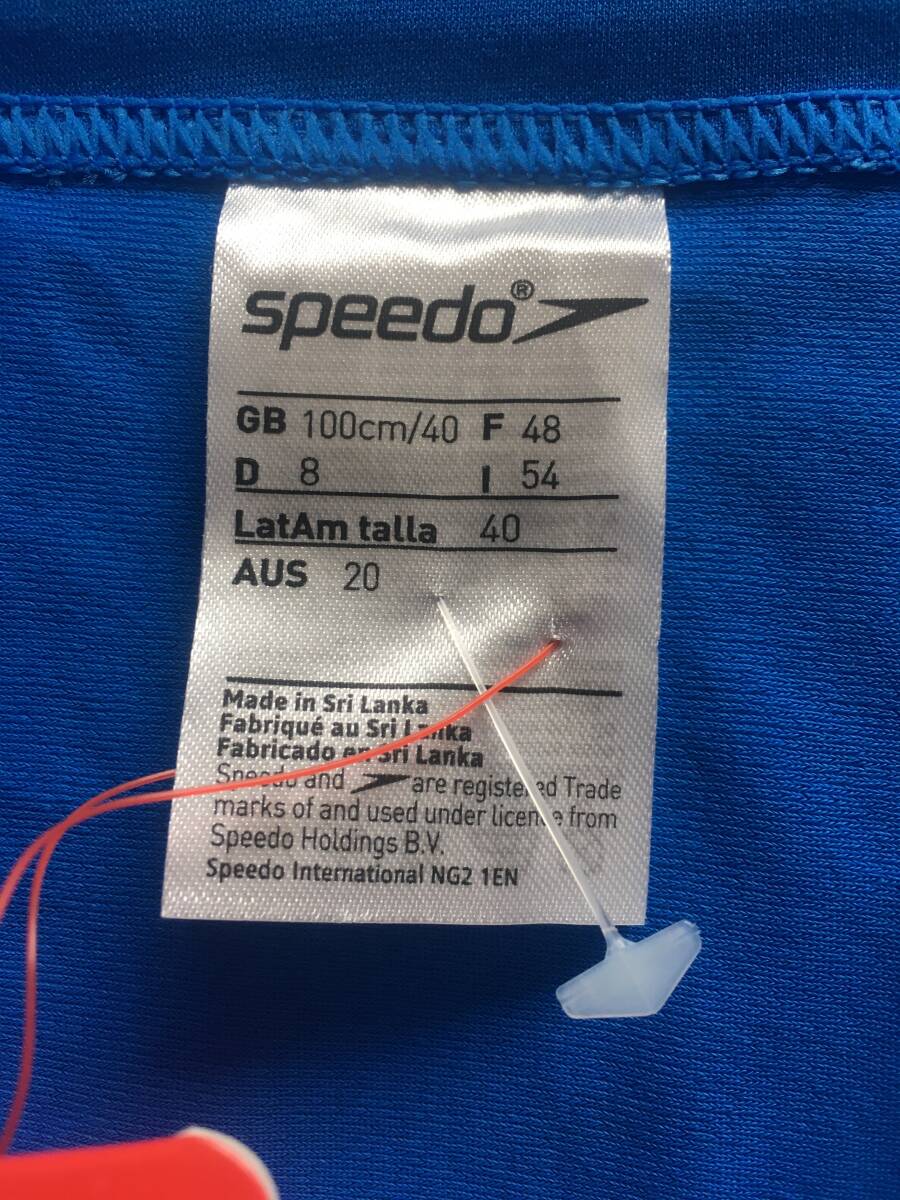 speedo®
GB 100cm/40 F 48
D 8 I 54
LatAm talla 40
AUS 20
Made in Sri Lanka
Fabriqué au Sri Lanka
Fabricado en Sri Lanka
Speedo and are registered Trade
marks of and used under licence from
Speedo Holdings B.V.
Speedo International NG2 1EN